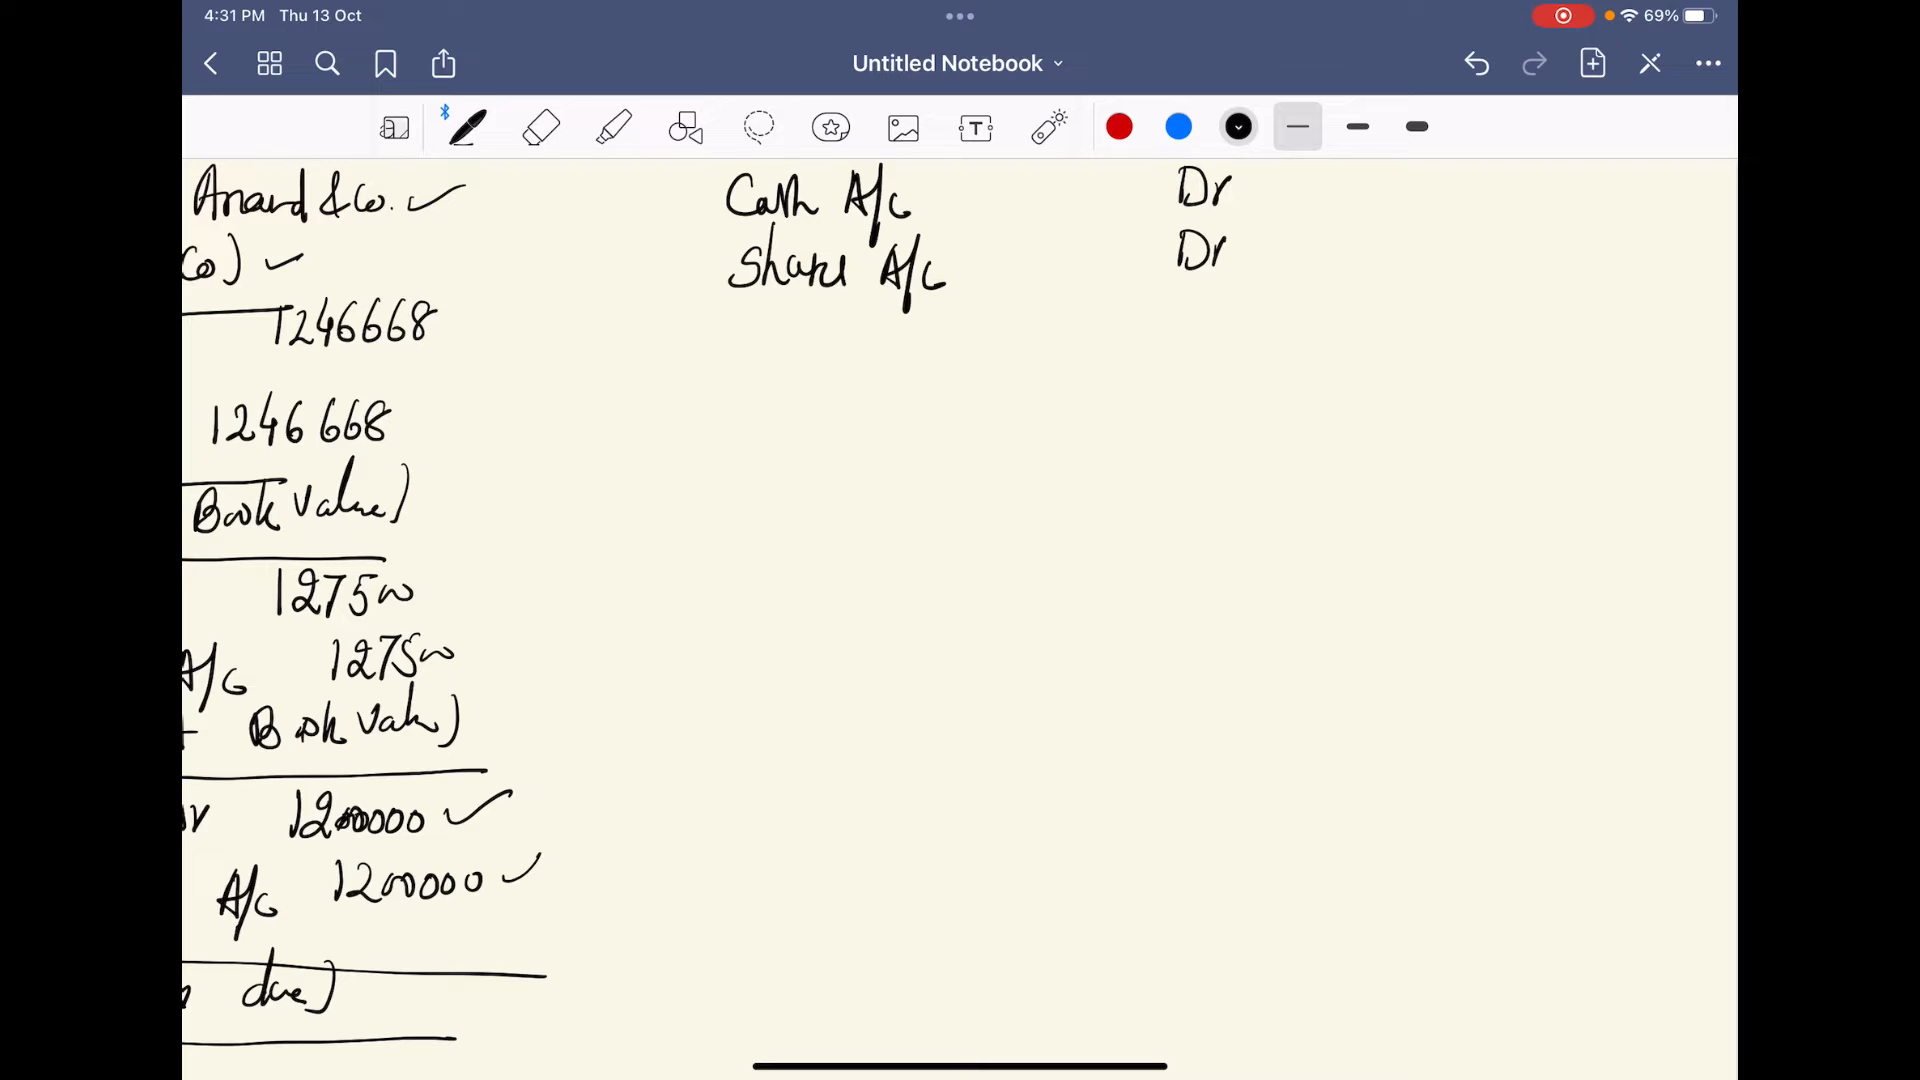 4:31 PM Thu 13 Oct
69%
Untitled Notebook
T
Anand & Co. ✓
Co) ✓
1246668
1246668
Book Value)
127500
A/c 127500
Book Value)
Dr 1200000 ✓
A/c 1200000 ✓
due)
Cash A/c Dr
Share A/c Dr